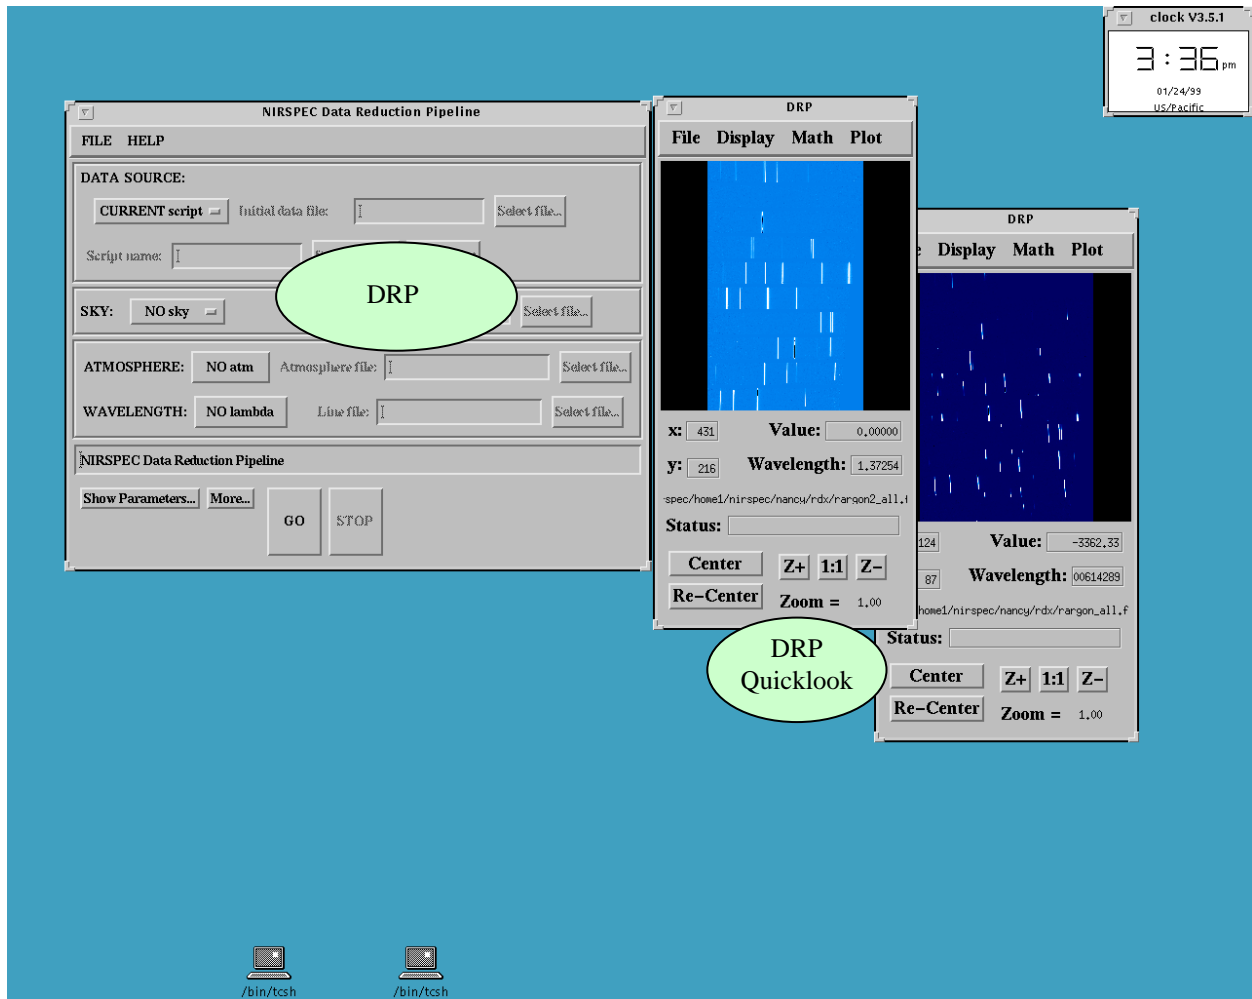 clock V3.5.1
3:36 pm
01/24/99
US/Pacific
NIRSPEC Data Reduction Pipeline
FILE HELP
DATA SOURCE:
CURRENT script Initial data file: Select file...
Script name:
SKY: NO sky Select file...
DRP
ATMOSPHERE: NO atm Atmosphere file: Select file...
WAVELENGTH: NO lambda Line file: Select file...
NIRSPEC Data Reduction Pipeline
Show Parameters... More...
GO STOP
DRP
File Display Math Plot
x: 431 Value: 0.00000
y: 216 Wavelength: 1.37254
spec/home1/nirspec/nancy/rdx/rargon2_all.f
Status:
Center Z+ 1:1 Z-
Re-Center Zoom = 1.00
DRP
Quicklook
DRP
Display Math Plot
124 Value: -3362.33
87 Wavelength: 00614289
home1/nirspec/nancy/rdx/rargon_all.f
Status:
Center Z+ 1:1 Z-
Re-Center Zoom = 1.00
/bin/tcsh
/bin/tcsh